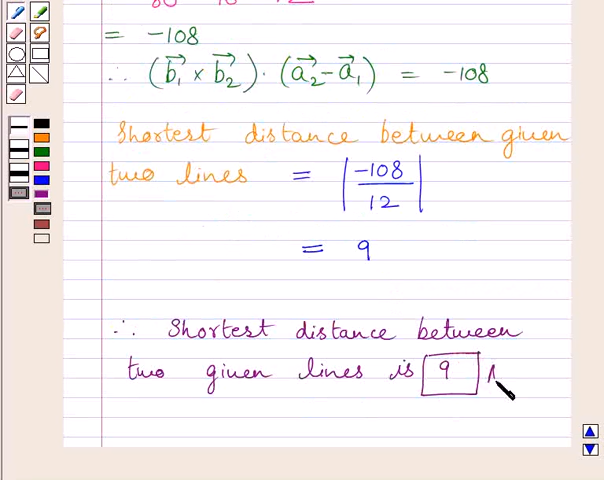 = -108
∴ (b₁ × b₂) · (a₂ - a₁) = -108
Shortest distance between given
two lines = | -108 / 12 |
= 9
∴ Shortest distance between
two given lines is 9